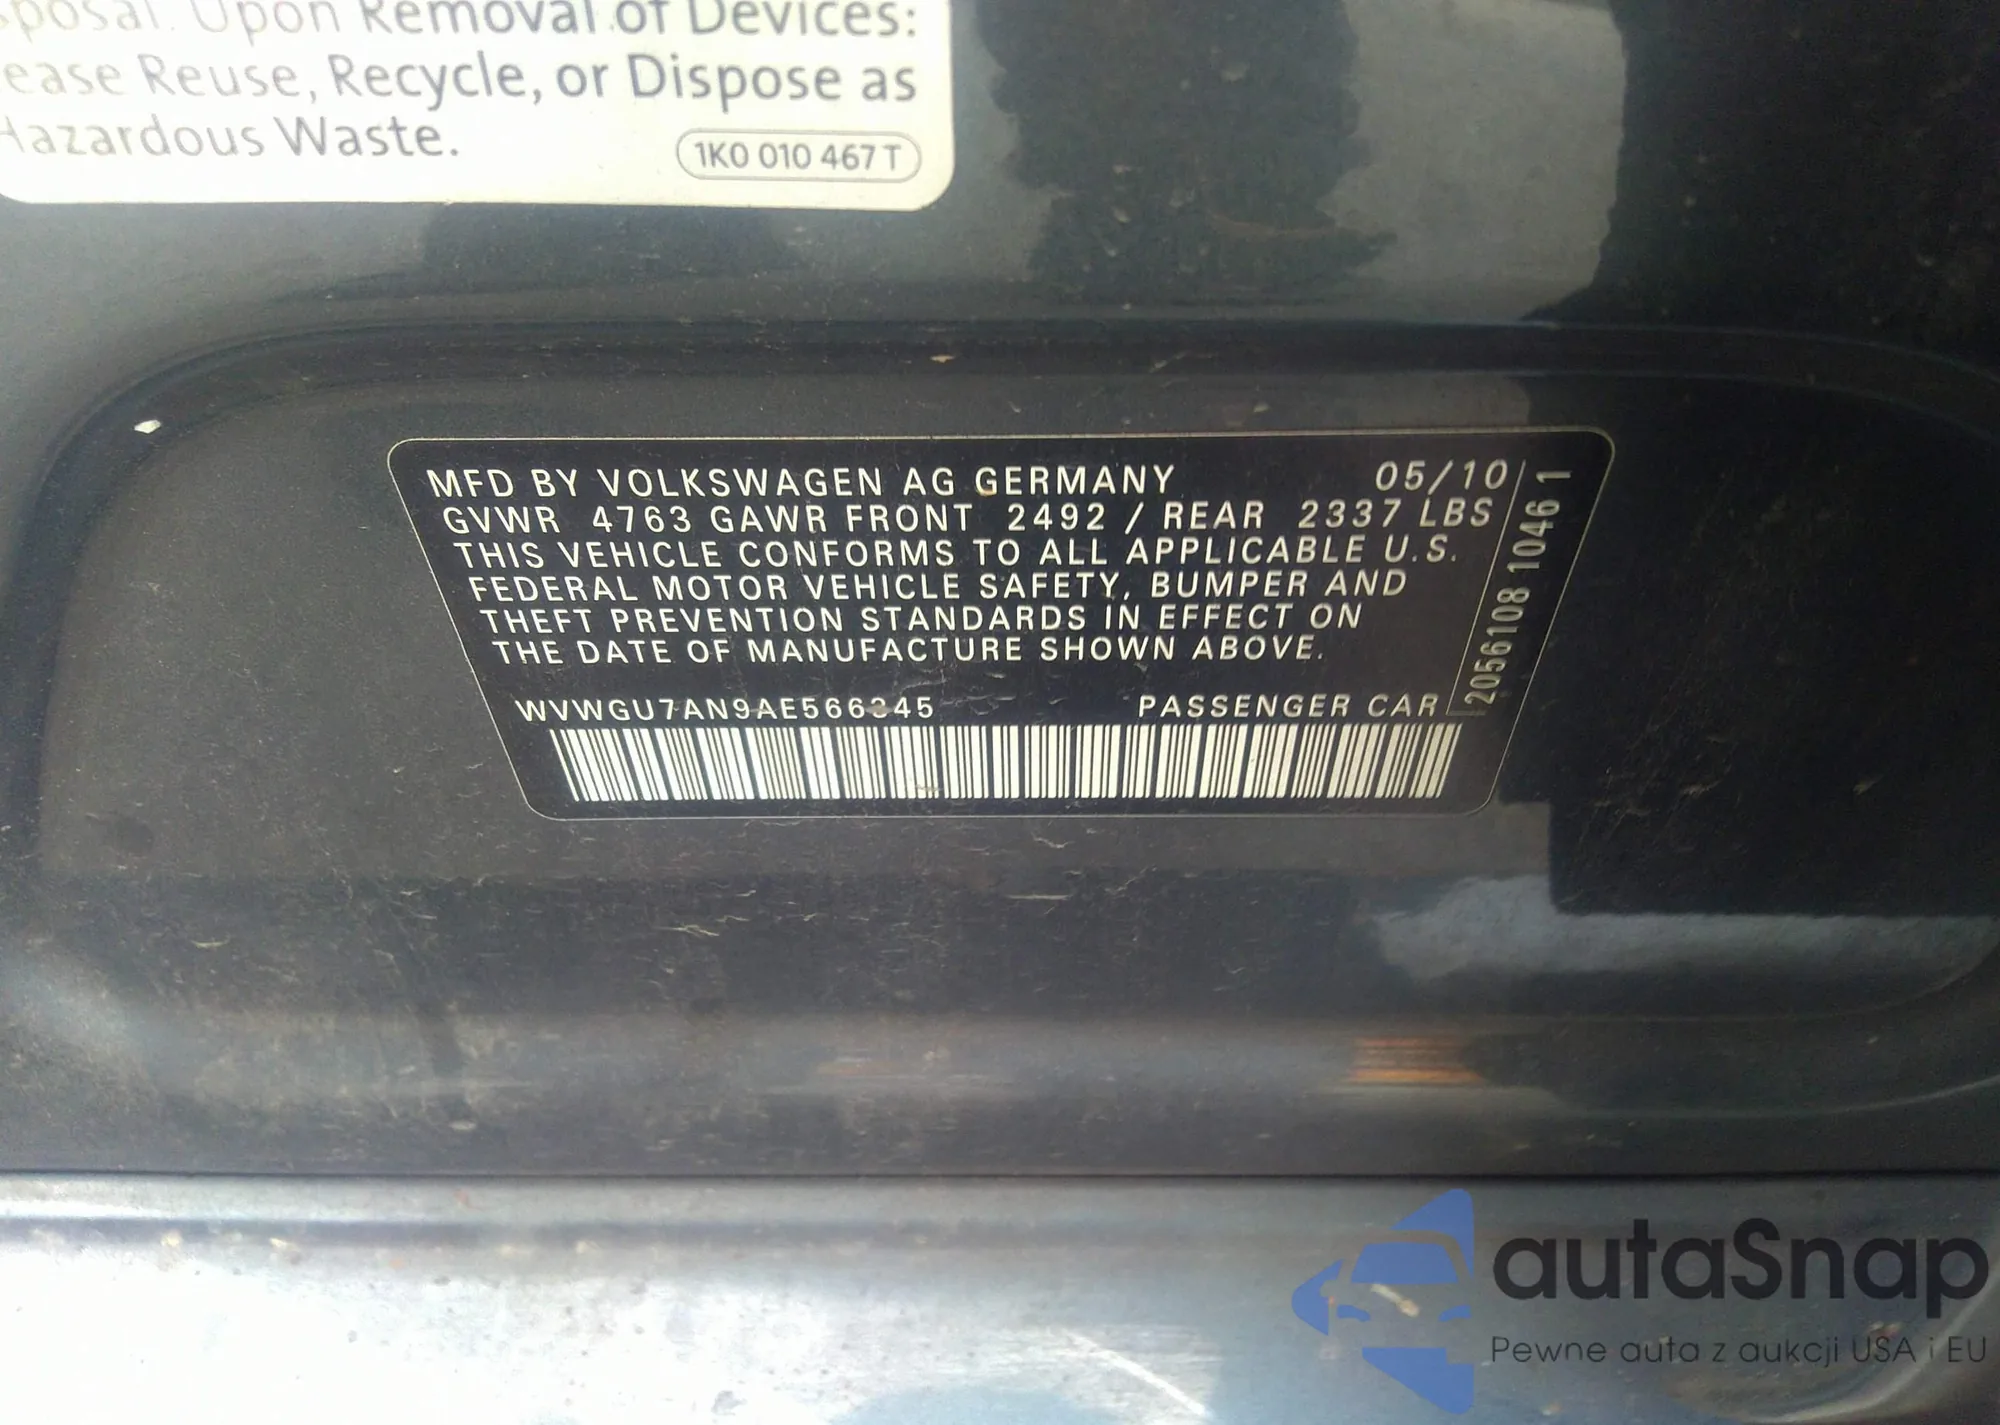 posal. Upon Removal of Devices:
ease Reuse, Recycle, or Dispose as
Hazardous Waste.
1K0 010 467 T
MFD BY VOLKSWAGEN AG GERMANY 05/10
GVWR 4763 GAWR FRONT 2492 / REAR 2337 LBS
THIS VEHICLE CONFORMS TO ALL APPLICABLE U.S.
FEDERAL MOTOR VEHICLE SAFETY, BUMPER AND
THEFT PREVENTION STANDARDS IN EFFECT ON
THE DATE OF MANUFACTURE SHOWN ABOVE.
WVWGU7AN9AE566345 PASSENGER CAR
2056108 1046 1
autaSnap
Pewne auta z aukcji USA i EU